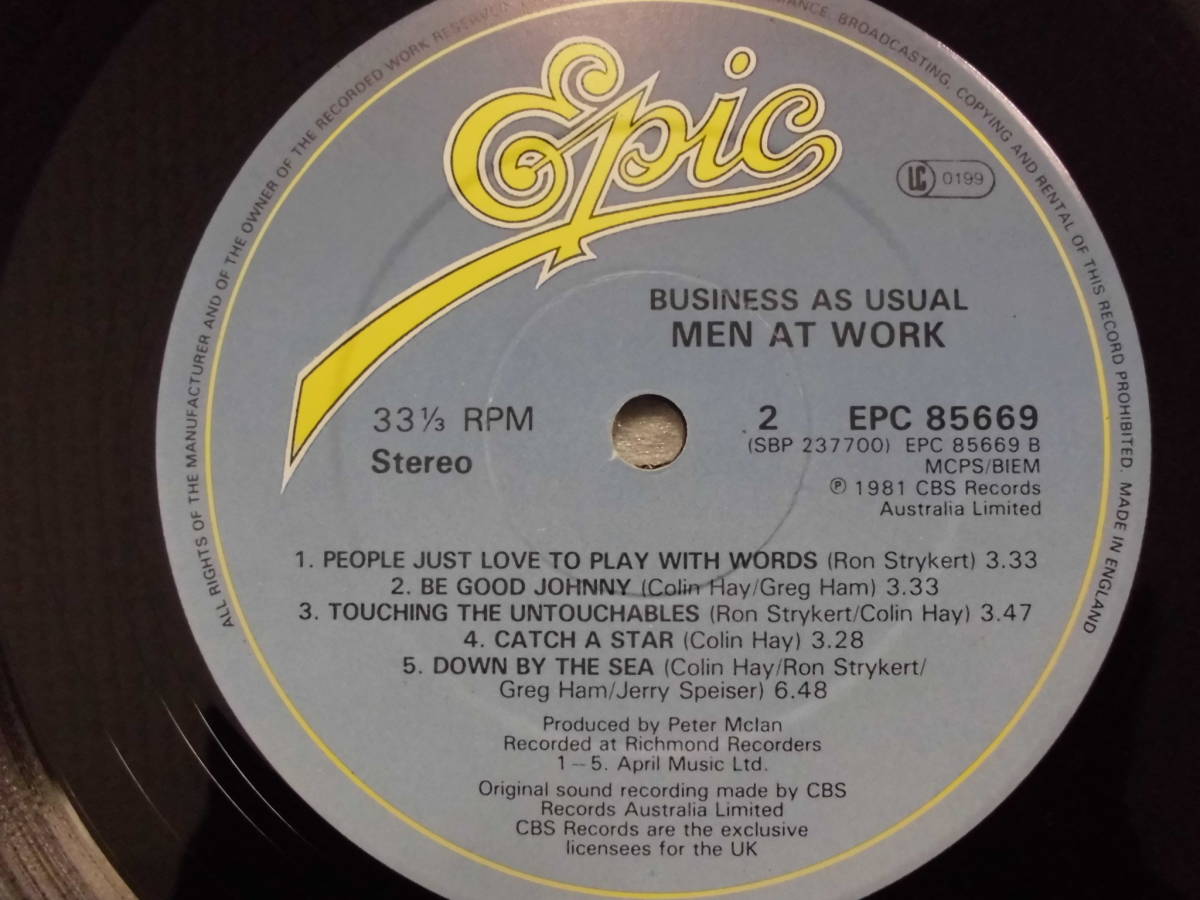 ALL RIGHTS OF THE MANUFACTURER AND OF THE OWNER OF THE RECORDED WORK RESERVED
BROADCASTING, COPYING AND RENTAL OF THIS RECORD PROHIBITED. MADE IN ENGLAND
Epic
LC 0199
BUSINESS AS USUAL
MEN AT WORK
33⅓ RPM
Stereo
2 EPC 85669
(SBP 237700) EPC 85669 B
MCPS/BIEM
℗ 1981 CBS Records
Australia Limited
1. PEOPLE JUST LOVE TO PLAY WITH WORDS (Ron Strykert) 3.33
2. BE GOOD JOHNNY (Colin Hay/Greg Ham) 3.33
3. TOUCHING THE UNTOUCHABLES (Ron Strykert/Colin Hay) 3.47
4. CATCH A STAR (Colin Hay) 3.28
5. DOWN BY THE SEA (Colin Hay/Ron Strykert/
Greg Ham/Jerry Speiser) 6.48
Produced by Peter McIan
Recorded at Richmond Recorders
1–5. April Music Ltd.
Original sound recording made by CBS
Records Australia Limited
CBS Records are the exclusive
licensees for the UK